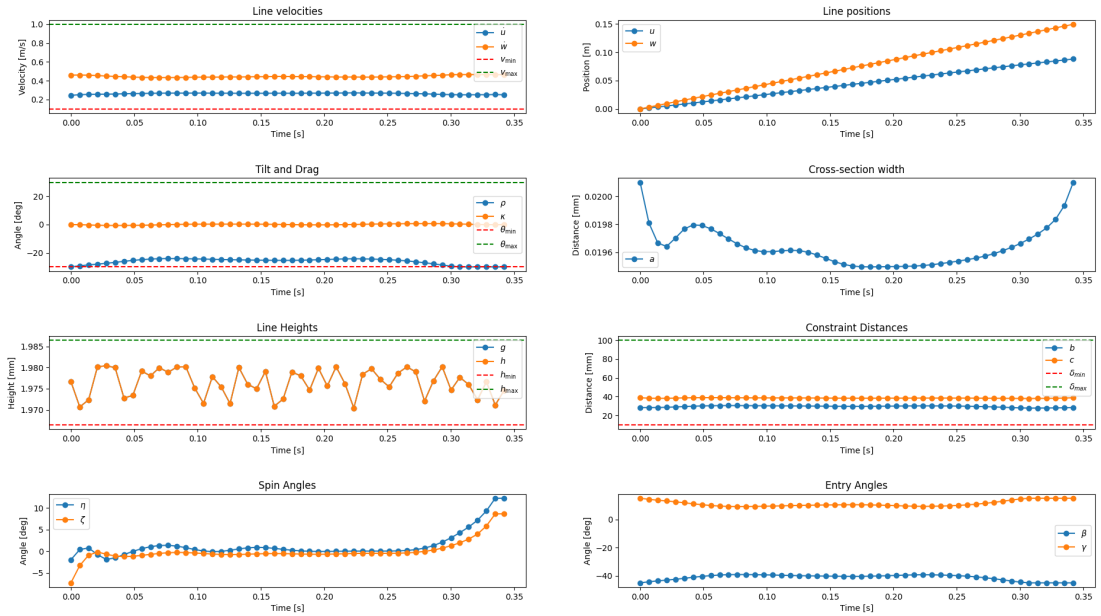 Line velocities
Velocity [m/s]
1.0
0.8
0.6
0.4
0.2
u
w
v_min
v_max
0.00 0.05 0.10 0.15 0.20 0.25 0.30 0.35
Time [s]
Line positions
Position [m]
0.15
0.10
0.05
0.00
u
w
0.00 0.05 0.10 0.15 0.20 0.25 0.30 0.35
Time [s]
Tilt and Drag
Angle [deg]
20
0
−20
ρ
κ
θ_min
θ_max
0.00 0.05 0.10 0.15 0.20 0.25 0.30 0.35
Time [s]
Cross-section width
Distance [mm]
0.0200
0.0198
0.0196
a
0.00 0.05 0.10 0.15 0.20 0.25 0.30 0.35
Time [s]
Line Heights
Height [mm]
1.985
1.980
1.975
1.970
g
h
h_min
h_max
0.00 0.05 0.10 0.15 0.20 0.25 0.30 0.35
Time [s]
Constraint Distances
Distance [mm]
100
80
60
40
20
b
c
δ_min
δ_max
0.00 0.05 0.10 0.15 0.20 0.25 0.30 0.35
Time [s]
Spin Angles
Angle [deg]
10
5
0
−5
η
ζ
0.00 0.05 0.10 0.15 0.20 0.25 0.30 0.35
Time [s]
Entry Angles
Angle [deg]
0
−20
−40
β
γ
0.00 0.05 0.10 0.15 0.20 0.25 0.30 0.35
Time [s]